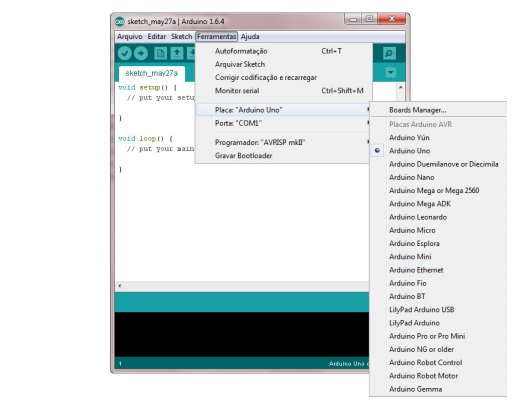 sketch_may27a | Arduino 1.6.4
Arquivo Editar Sketch Ferramentas Ajuda
Autoformatação Ctrl+T
Arquivar Sketch
Corrigir codificação e recarregar
Monitor serial Ctrl+Shift+M
Placa: "Arduino Uno"
Porta: "COM1"
Programador: "AVRISP mkII"
Gravar Bootloader
sketch_may27a
void setup() {
// put your setu
}
void loop() {
// put your main
}
Boards Manager...
Placas Arduino AVR
Arduino Yún
Arduino Uno
Arduino Duemilanove or Diecimila
Arduino Nano
Arduino Mega or Mega 2560
Arduino Mega ADK
Arduino Leonardo
Arduino Micro
Arduino Esplora
Arduino Mini
Arduino Ethernet
Arduino Fio
Arduino BT
LilyPad Arduino USB
LilyPad Arduino
Arduino Pro or Pro Mini
Arduino NG or older
Arduino Robot Control
Arduino Robot Motor
Arduino Gemma
1 Arduino Uno